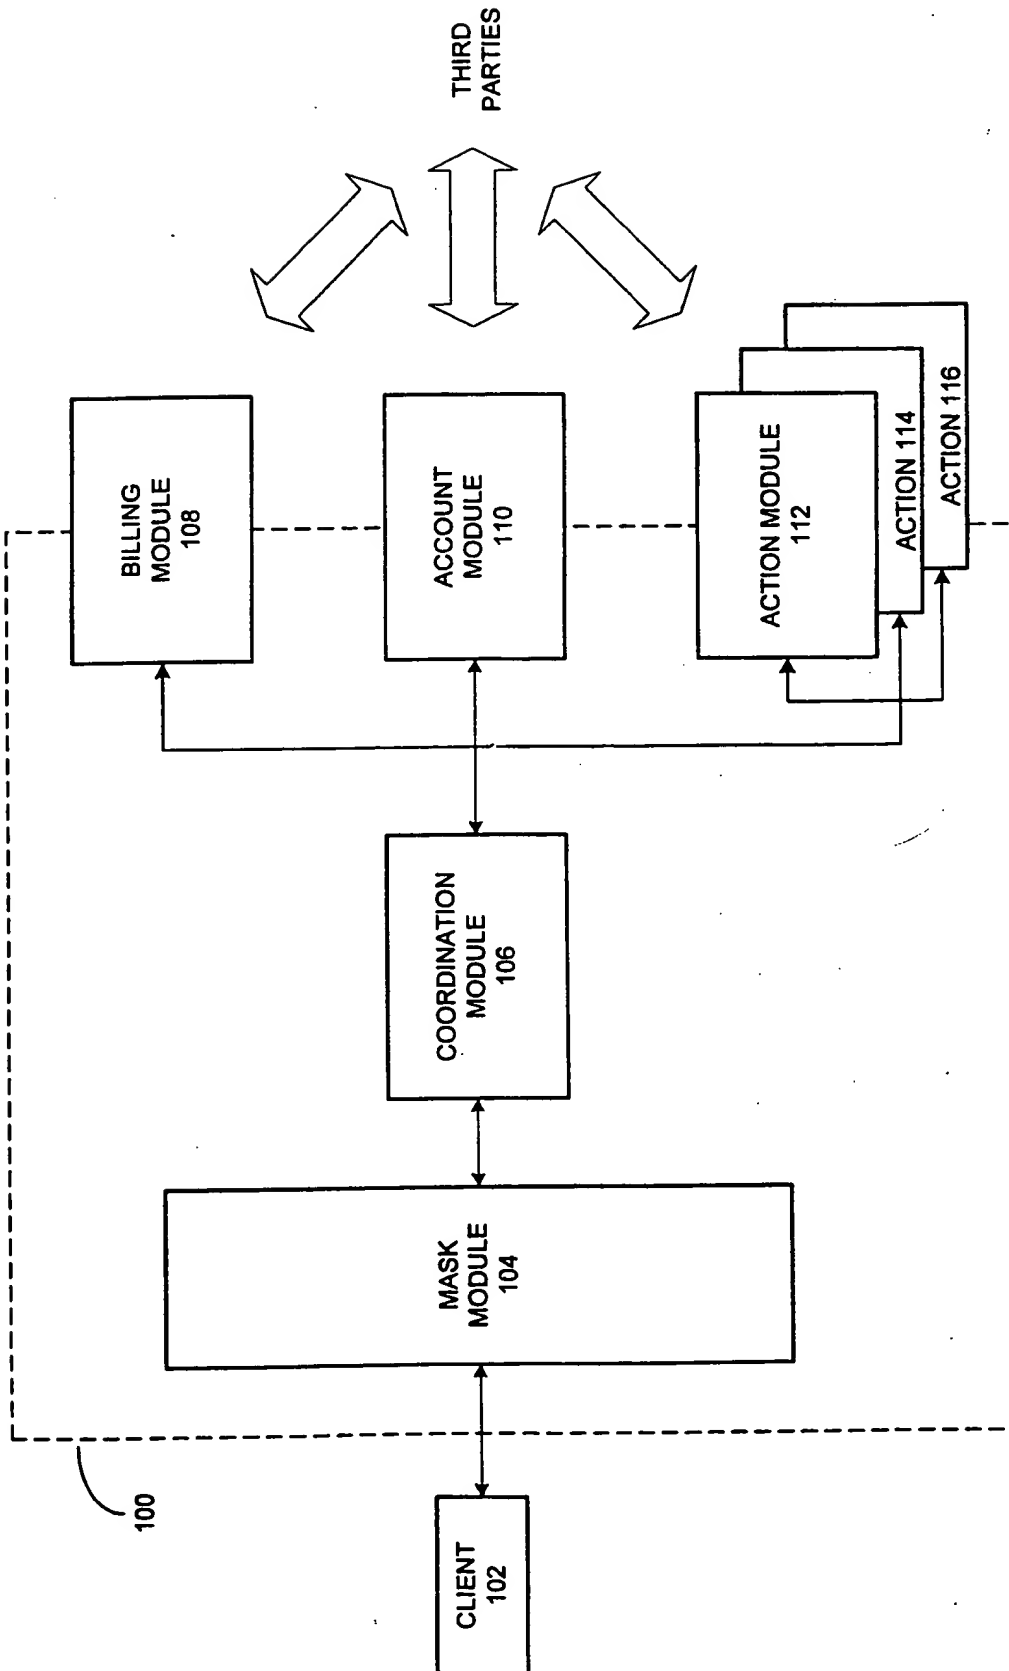 100
CLIENT
102
MASK
MODULE
104
COORDINATION
MODULE
106
BILLING
MODULE
108
ACCOUNT
MODULE
110
ACTION MODULE
112
ACTION 114
ACTION 116
THIRD
PARTIES